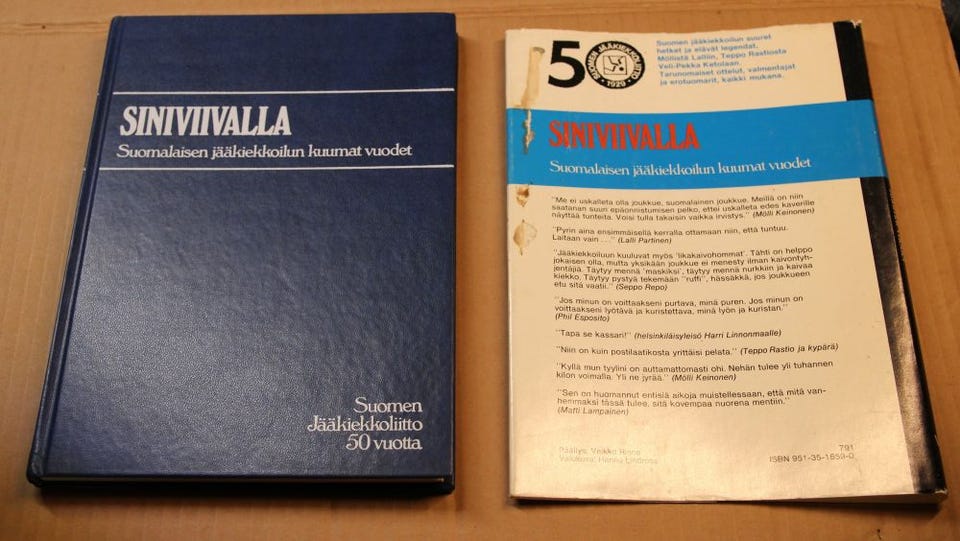 SINIVIIVALLA
Suomalaisen jääkiekkoilun kuumat vuodet
Suomen
Jääkiekkoliitto
50 vuotta
50
SUOMEN JÄÄKIEKKOLIITTO
1929
Suomen jääkiekkoilun suuret
hetket ja elävät legendat,
Möllistä Lalliin, Teppo Rastiosta
Veli-Pekka Ketolaan.
Tarunomaiset ottelut, valmentajat
ja erotuomarit, kaikki mukana.
SINIVIIVALLA
Suomalaisen jääkiekkoilun kuumat vuodet
"Me ei uskalleta olla joukkue, suomalainen joukkue. Meillä on niin
saatanan suuri epäonnistumisen pelko, ettei uskalleta edes kaverille
näyttää tunteita. Voisi tulla takaisin vaikka irvistys." (Mölli Keinonen)
"Pyrin aina ensimmäisellä kerralla ottamaan niin, että tuntuu.
Laitaan vain ..." (Lalli Partinen)
"Jääkiekkoiluun kuuluvat myös 'likakaivohommat'. Tähti on helppo
jokaisen olla, mutta yksikään joukkue ei menesty ilman kaivontyh-
jentäjiä. Täytyy mennä 'maskiksi', täytyy mennä nurkkiin ja kaivaa
kiekko. Täytyy pystyä tekemään "ruffi", hässäkkä, jos joukkueen
etu sitä vaatii." (Seppo Repo)
"Jos minun on voittaakseni purtava, minä puren. Jos minun on
voittaakseni lyötävä ja kuristettava, minä lyön ja kuristan."
(Phil Esposito)
"Tapa se kassari!" (helsinkiläisyleisö Harri Linnonmaalle)
"Niin on kuin postilaatikosta yrittäisi pelata." (Teppo Rastio ja kypärä)
"Kyllä mun tyylini on auttamattomasti ohi. Nehän tulee yli tuhannen
kilon voimalla. Yli ne jyrää." (Mölli Keinonen)
"Sen on huomannut entisiä aikoja muistellessaan, että mitä van-
hemmaksi tässä tulee, sitä kovempaa nuorena mentiin."
(Matti Lampainen)
Päällys: Veikko Rinne
Valokuva: Hannu Lindroos
791
ISBN 951-35-1859-0